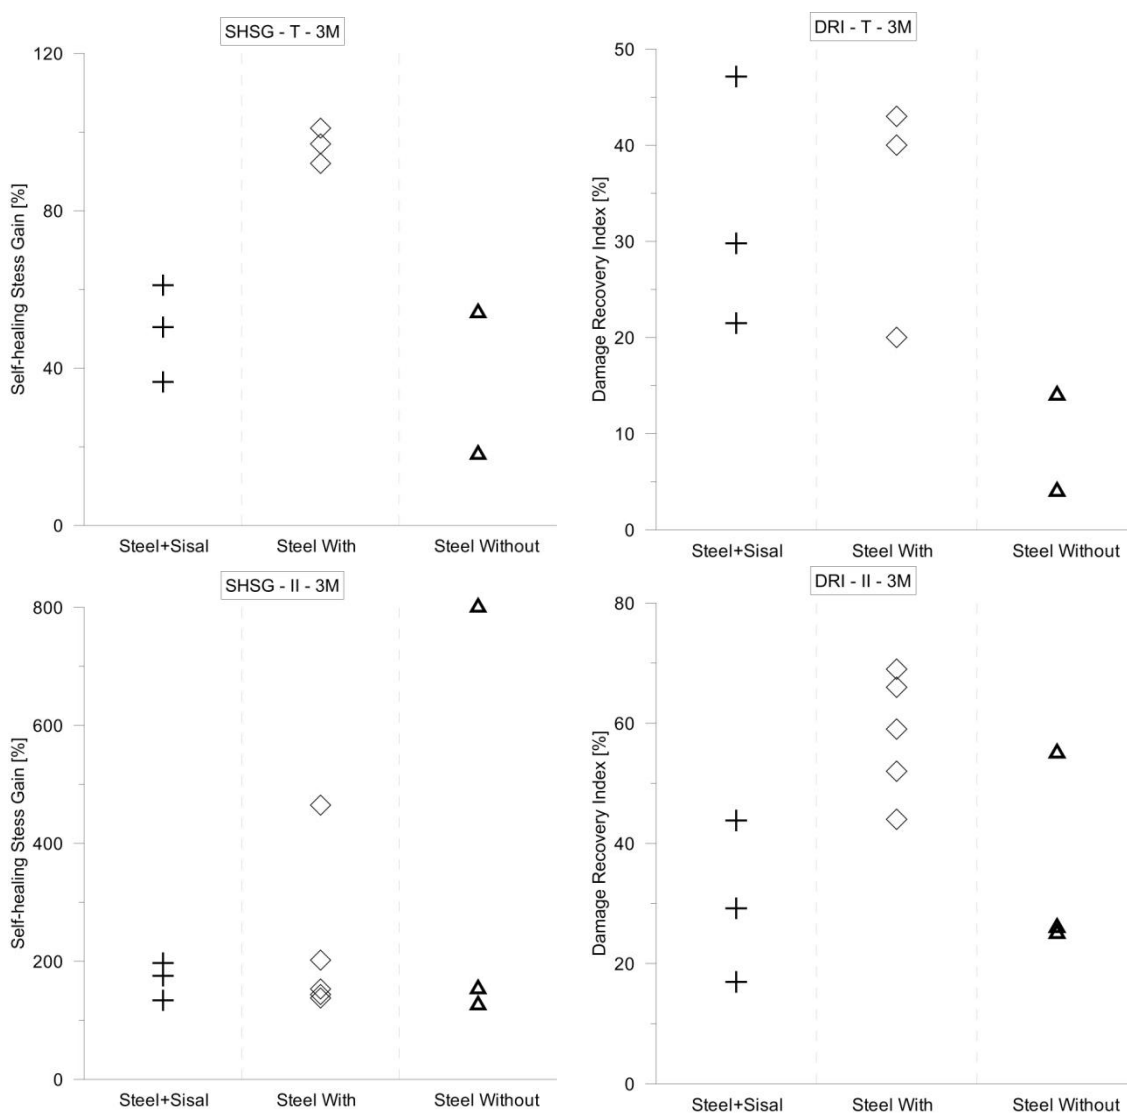 SHSG - T - 3M
Self-healing Stess Gain [%]
120
80
40
0
Steel+Sisal
Steel With
Steel Without
DRI - T - 3M
Damage Recovery Index [%]
50
40
30
20
10
0
Steel+Sisal
Steel With
Steel Without
SHSG - II - 3M
Self-healing Stess Gain [%]
800
600
400
200
0
Steel+Sisal
Steel With
Steel Without
DRI - II - 3M
Damage Recovery Index [%]
80
60
40
20
0
Steel+Sisal
Steel With
Steel Without